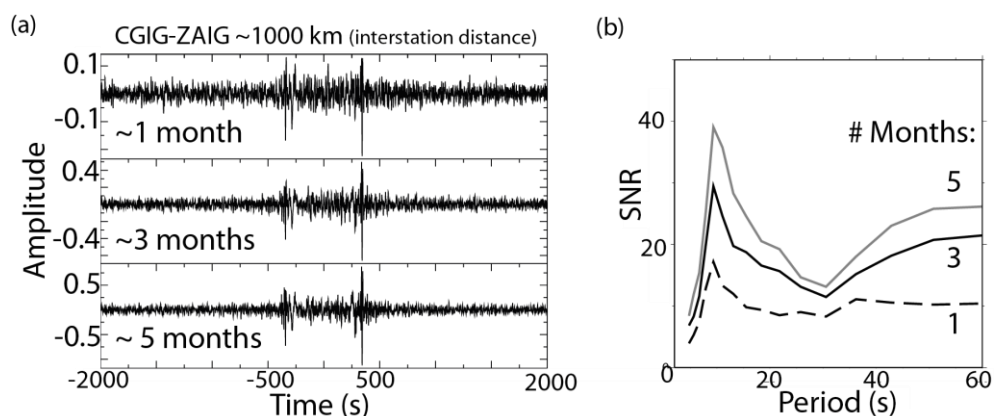 (a)
CGIG-ZAIG ~1000 km (interstation distance)
Amplitude
0.1
-0.1
~1 month
0.4
-0.4
~3 months
0.5
-0.5
~ 5 months
-2000 -500 500 2000
Time (s)
(b)
SNR
40
20
0
# Months:
5
3
1
0 20 40 60
Period (s)